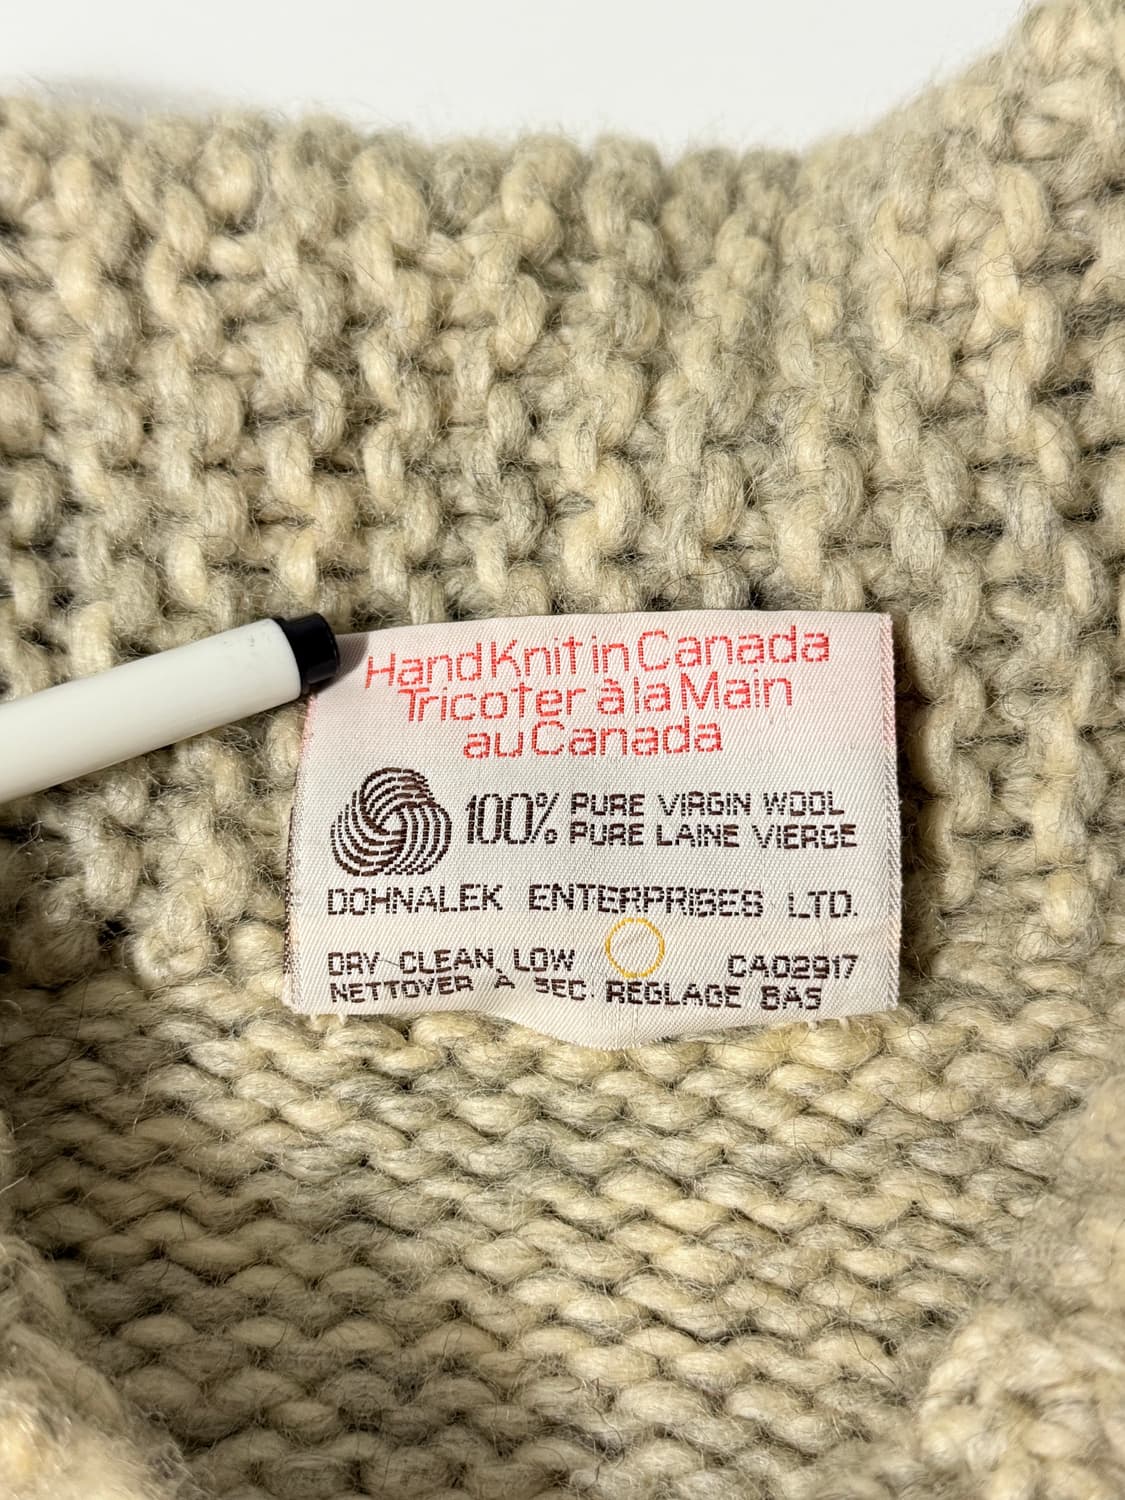 Hand Knit in Canada
Tricoter à la Main
au Canada
100% PURE VIRGIN WOOL
PURE LAINE VIERGE
DOHNALEK ENTERPRISES LTD.
DRY CLEAN, LOW CA02917
NETTOYER À SEC. REGLAGE BAS